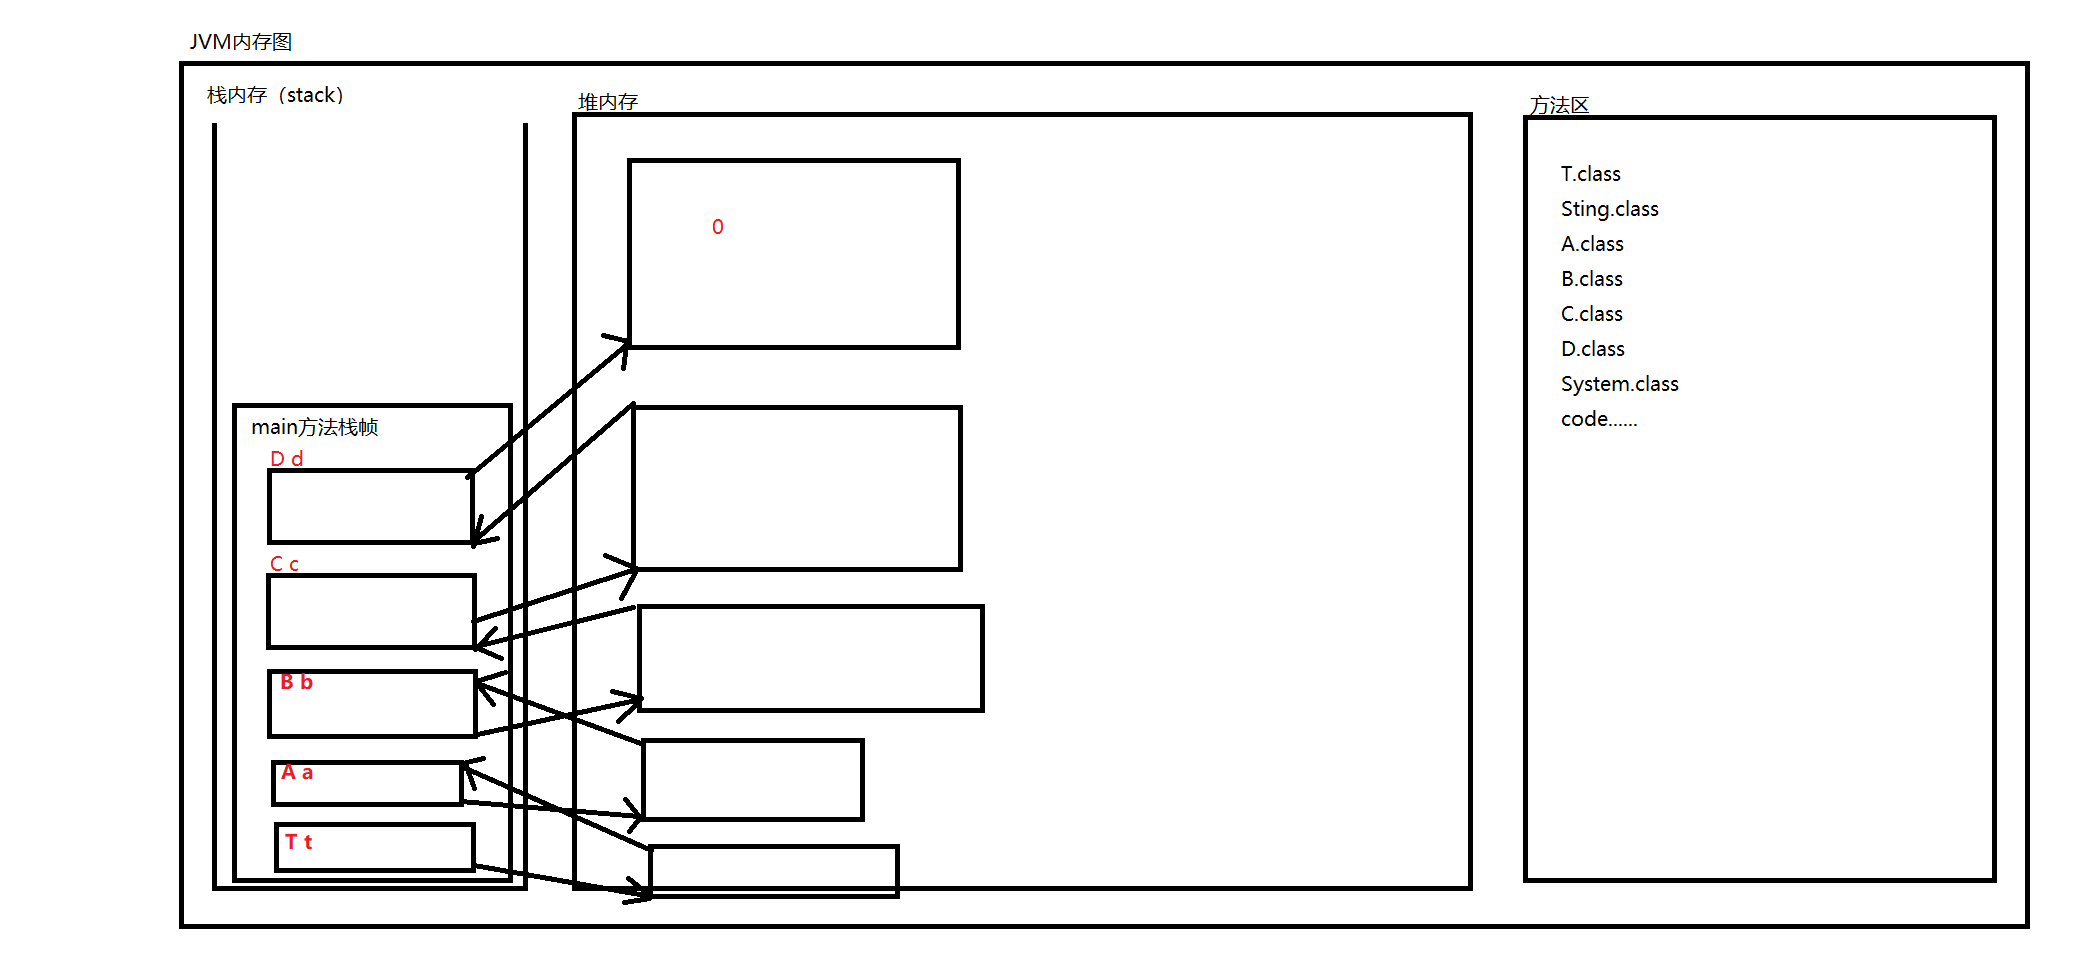 JVM内存图
栈内存（stack）
堆内存
方法区
0
T.class
Sting.class
A.class
B.class
C.class
D.class
System.class
code......
main方法栈帧
D d
C c
B b
A a
T t